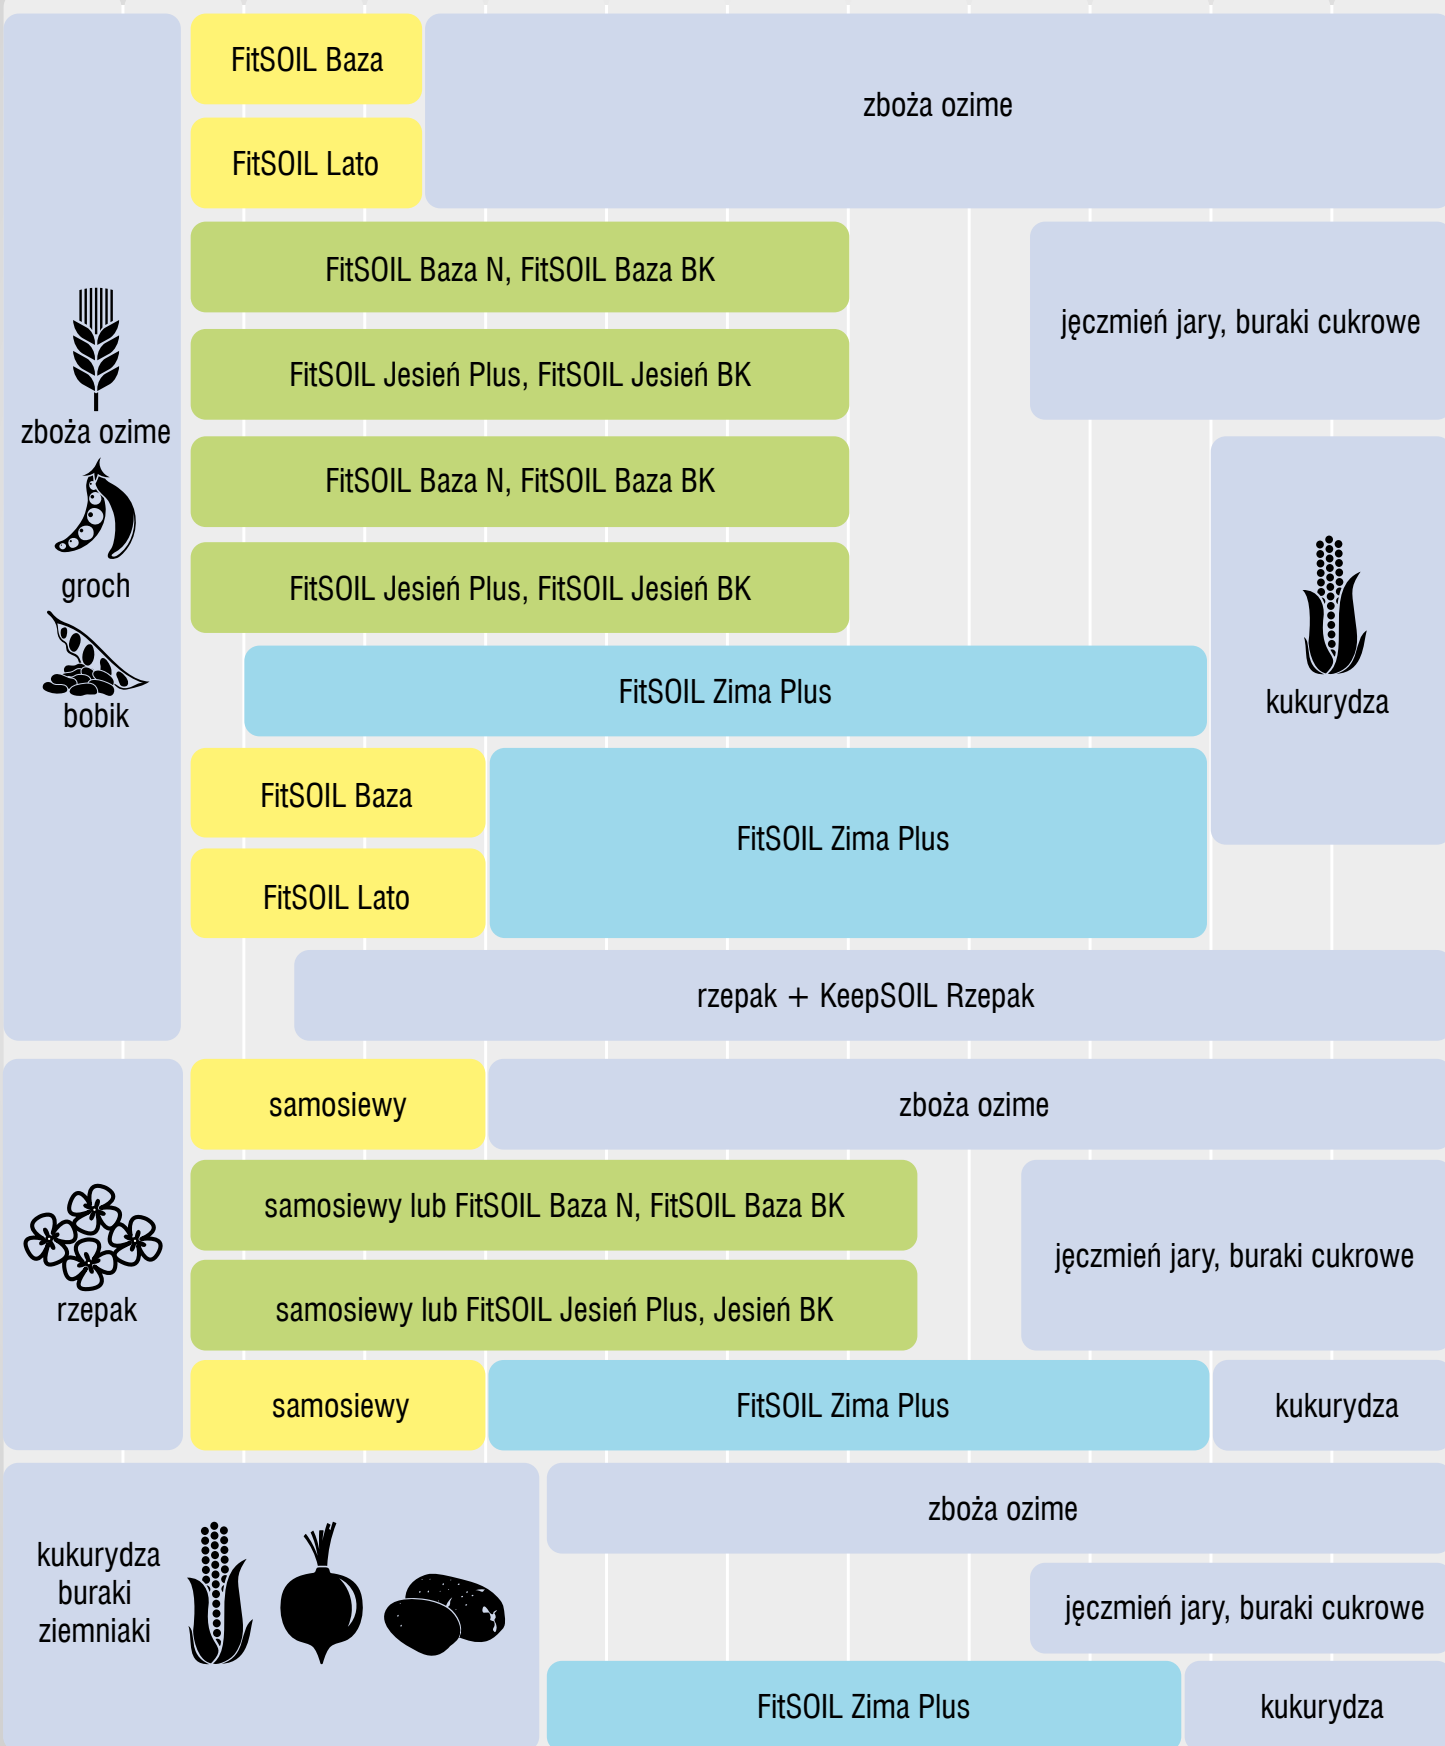 FitSOIL Baza
zboża ozime
FitSOIL Lato
FitSOIL Baza N, FitSOIL Baza BK
jęczmień jary, buraki cukrowe
FitSOIL Jesień Plus, FitSOIL Jesień BK
zboża ozime
FitSOIL Baza N, FitSOIL Baza BK
groch
FitSOIL Jesień Plus, FitSOIL Jesień BK
bobik
FitSOIL Zima Plus
kukurydza
FitSOIL Baza
FitSOIL Zima Plus
FitSOIL Lato
rzepak + KeepSOIL Rzepak
samosiewy
zboża ozime
samosiewy lub FitSOIL Baza N, FitSOIL Baza BK
jęczmień jary, buraki cukrowe
rzepak
samosiewy lub FitSOIL Jesień Plus, Jesień BK
samosiewy
FitSOIL Zima Plus
kukurydza
zboża ozime
kukurydza
buraki
ziemniaki
jęczmień jary, buraki cukrowe
FitSOIL Zima Plus
kukurydza